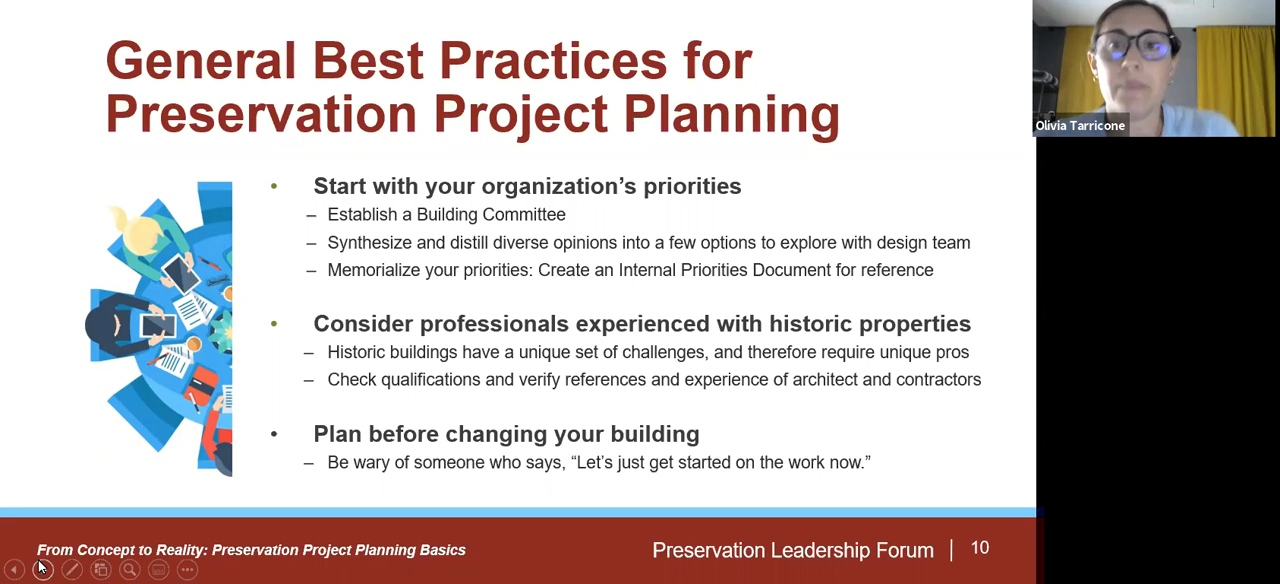 General Best Practices for
Preservation Project Planning
Olivia Tarricone
• Start with your organization’s priorities
– Establish a Building Committee
– Synthesize and distill diverse opinions into a few options to explore with design team
– Memorialize your priorities: Create an Internal Priorities Document for reference
• Consider professionals experienced with historic properties
– Historic buildings have a unique set of challenges, and therefore require unique pros
– Check qualifications and verify references and experience of architect and contractors
• Plan before changing your building
– Be wary of someone who says, “Let’s just get started on the work now.”
From Concept to Reality: Preservation Project Planning Basics
Preservation Leadership Forum | 10